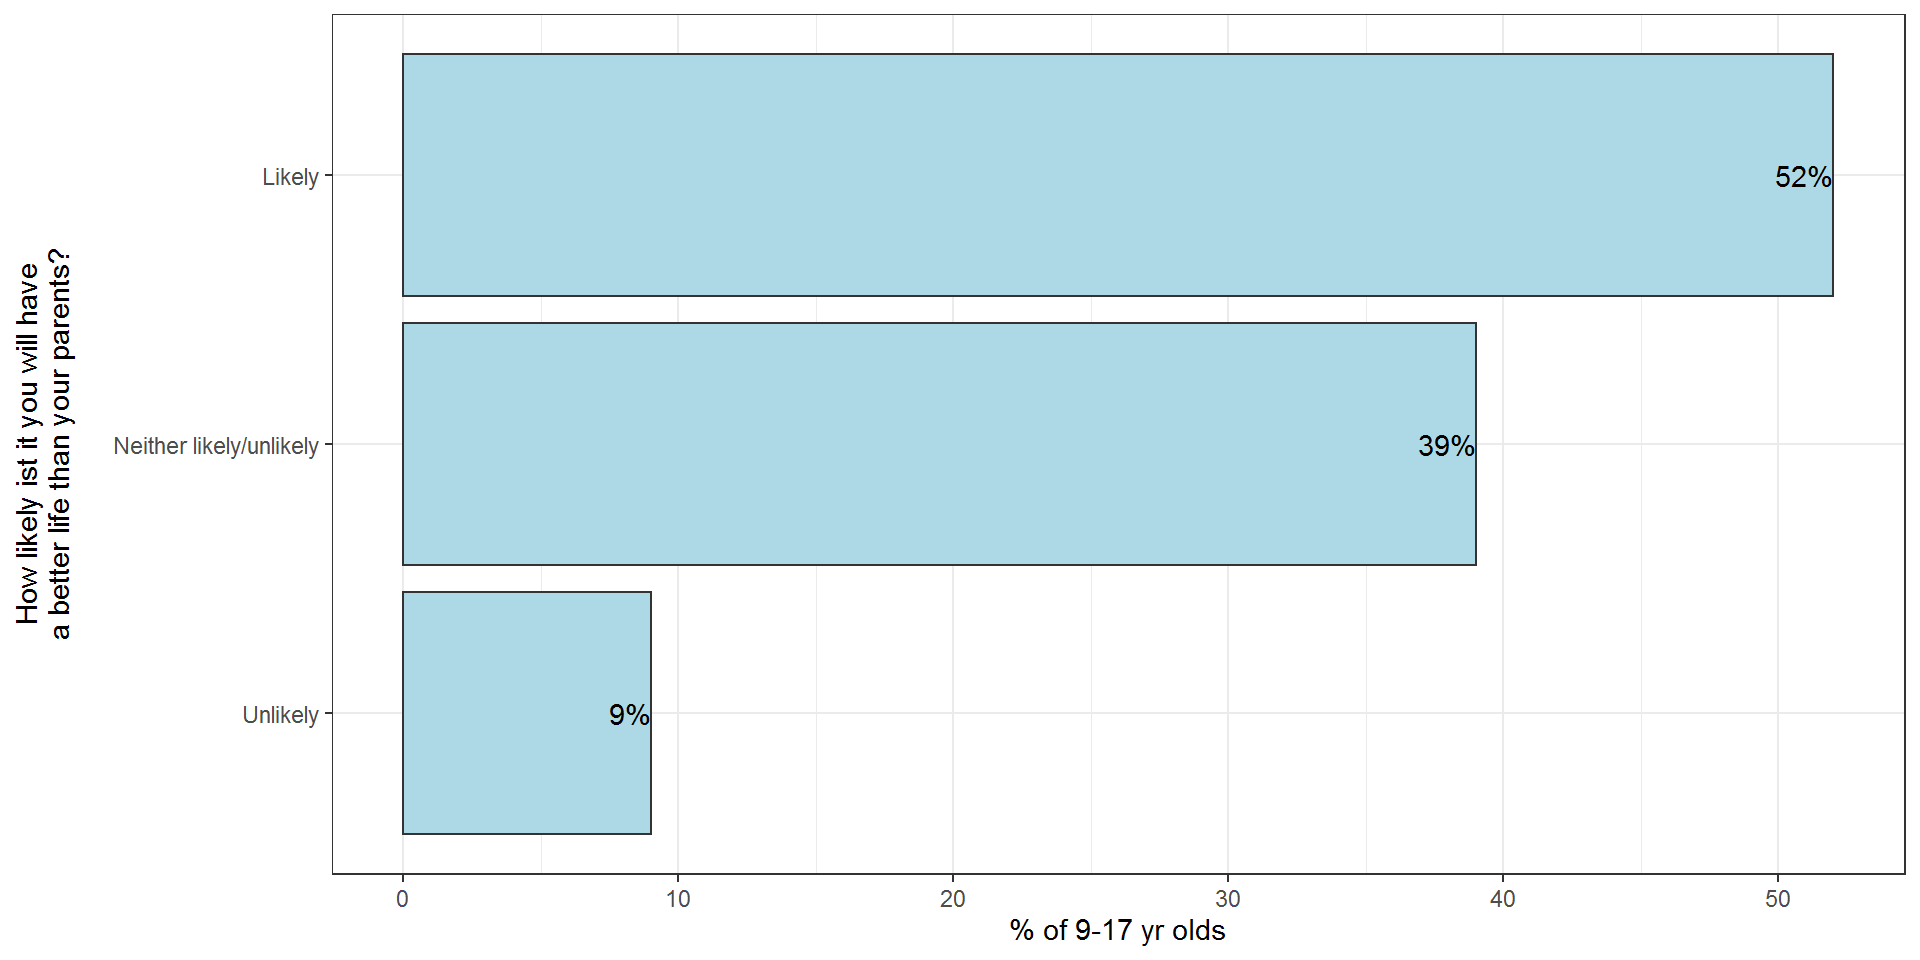 How likely ist it you will have
a better life than your parents?
Likely
52%
Neither likely/unlikely
39%
Unlikely
9%
0 10 20 30 40 50
% of 9-17 yr olds